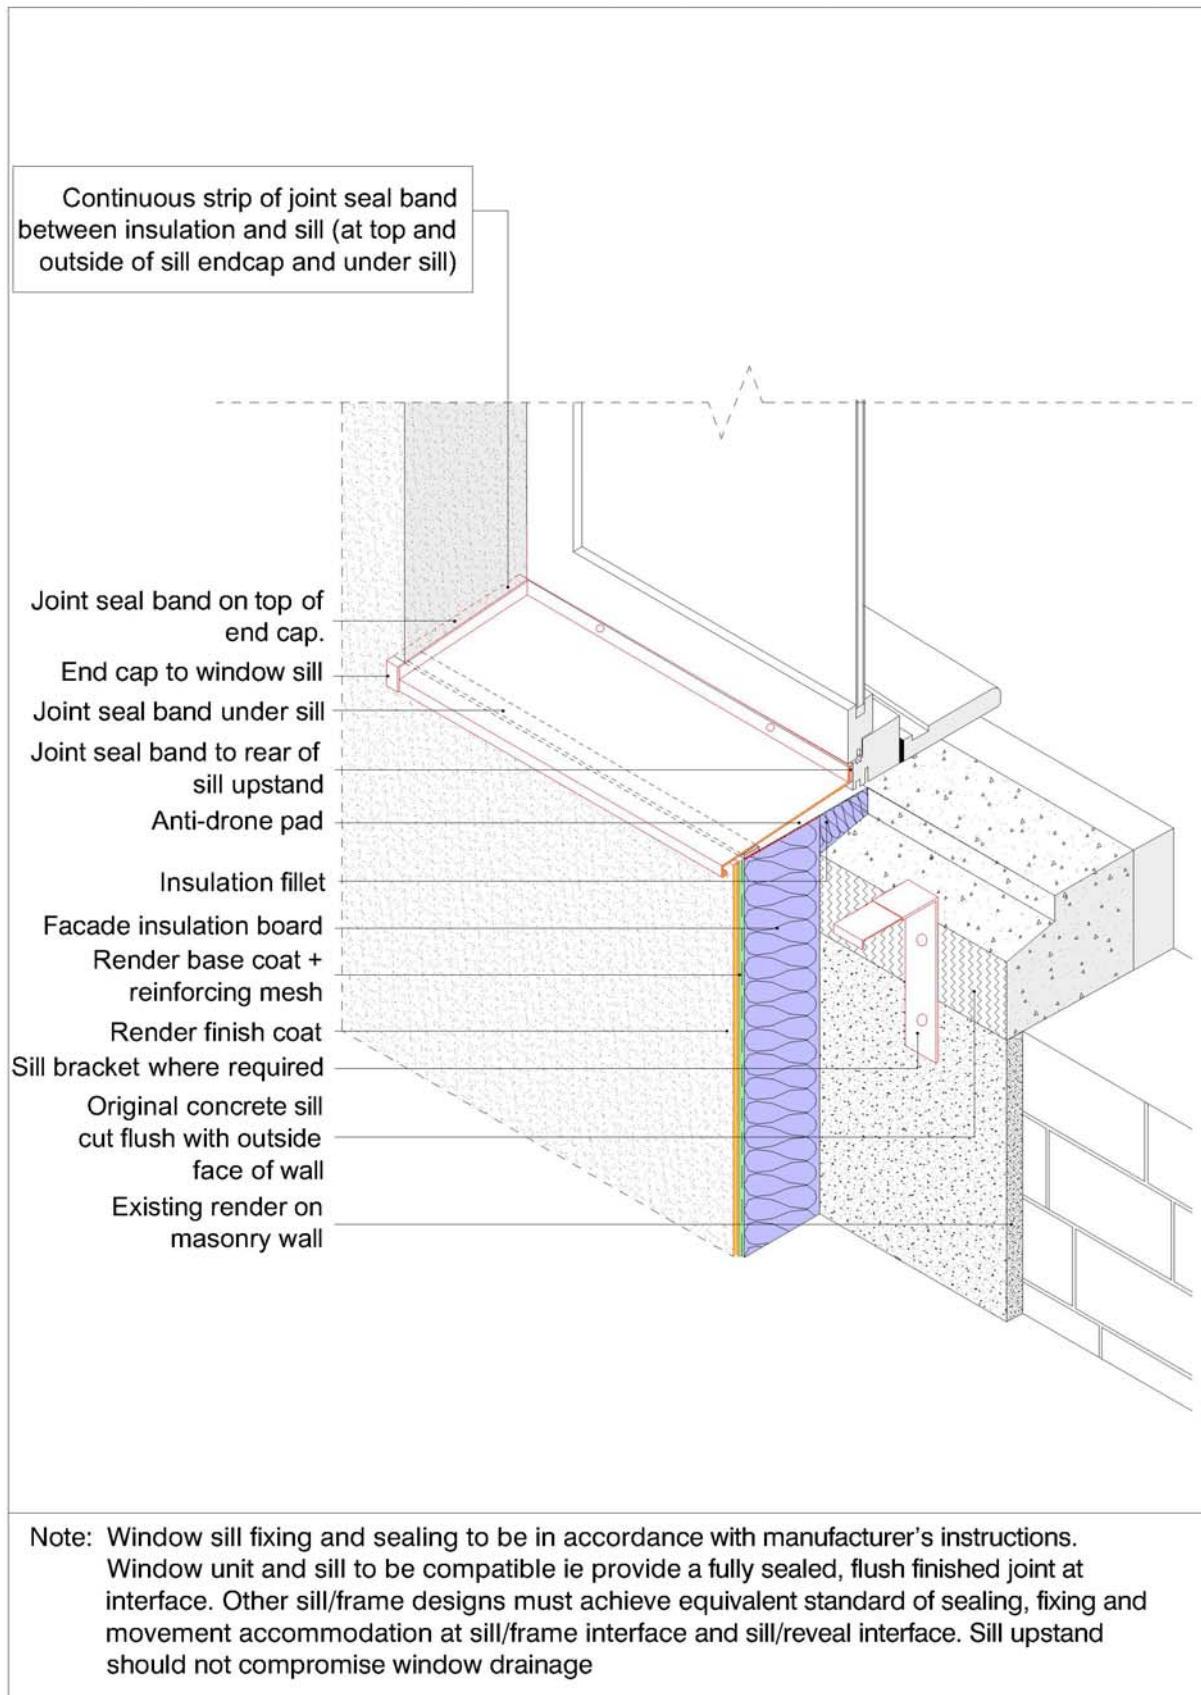 Continuous strip of joint seal band
between insulation and sill (at top and
outside of sill endcap and under sill)
Joint seal band on top of
end cap.
End cap to window sill
Joint seal band under sill
Joint seal band to rear of
sill upstand
Anti-drone pad
Insulation fillet
Facade insulation board
Render base coat +
reinforcing mesh
Render finish coat
Sill bracket where required
Original concrete sill
cut flush with outside
face of wall
Existing render on
masonry wall
Note: Window sill fixing and sealing to be in accordance with manufacturer's instructions.
Window unit and sill to be compatible ie provide a fully sealed, flush finished joint at
interface. Other sill/frame designs must achieve equivalent standard of sealing, fixing and
movement accommodation at sill/frame interface and sill/reveal interface. Sill upstand
should not compromise window drainage